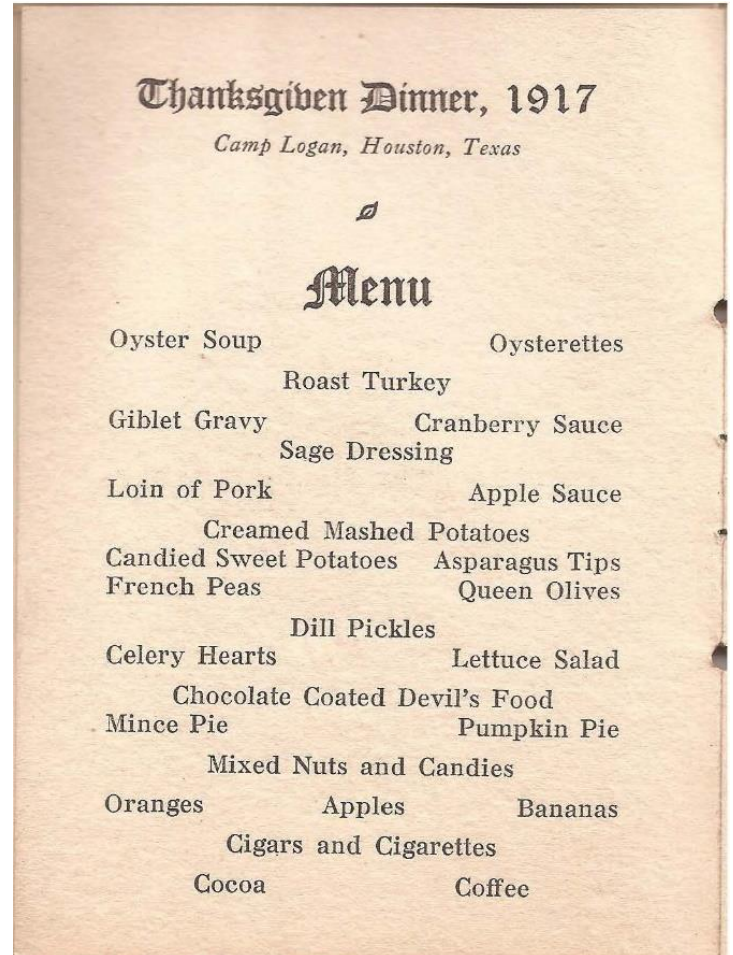 Thanksgiven Dinner, 1917
Camp Logan, Houston, Texas
Menu
Oyster Soup Oysterettes
Roast Turkey
Giblet Gravy Cranberry Sauce
Sage Dressing
Loin of Pork Apple Sauce
Creamed Mashed Potatoes
Candied Sweet Potatoes Asparagus Tips
French Peas Queen Olives
Dill Pickles
Celery Hearts Lettuce Salad
Chocolate Coated Devil's Food
Mince Pie Pumpkin Pie
Mixed Nuts and Candies
Oranges Apples Bananas
Cigars and Cigarettes
Cocoa Coffee